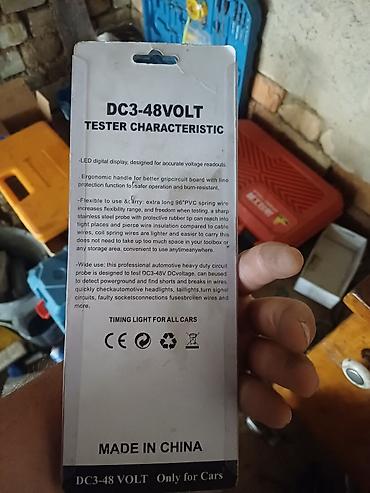 DC3-48VOLT
TESTER CHARACTERISTIC
-LED digital display, designed for accurate voltage readouts.
-Ergonomic handle for better gripcircuit board with line
protection function for safer operation and burn-resistant.
-Flexible to use &carry: extra long 96"PVC spring wire
increases flexibility range, and freedom when testing, a sharp
stainless steel probe with protective rubber tip can reach into
tight places and pierce wire insulation compared to cable
wires, coil spring wires are lighter and easier to carry:this
does not need to take up too much space in your toolbox or
any storage area, convenient to use anytimeanywhere.
-Wide use: this professional automotive heavy duty circuit
probe is designed to test DC3-48V DCvoltage, can beused
to detect powerground and find shorts and breaks in wires,
quickly checkautomotive headlights, taillights,turn signal
circuits, faulty socketsconnections fusesbroken wires and
more.
TIMING LIGHT FOR ALL CARS
CE
MADE IN CHINA
DC3-48 VOLT Only for Cars